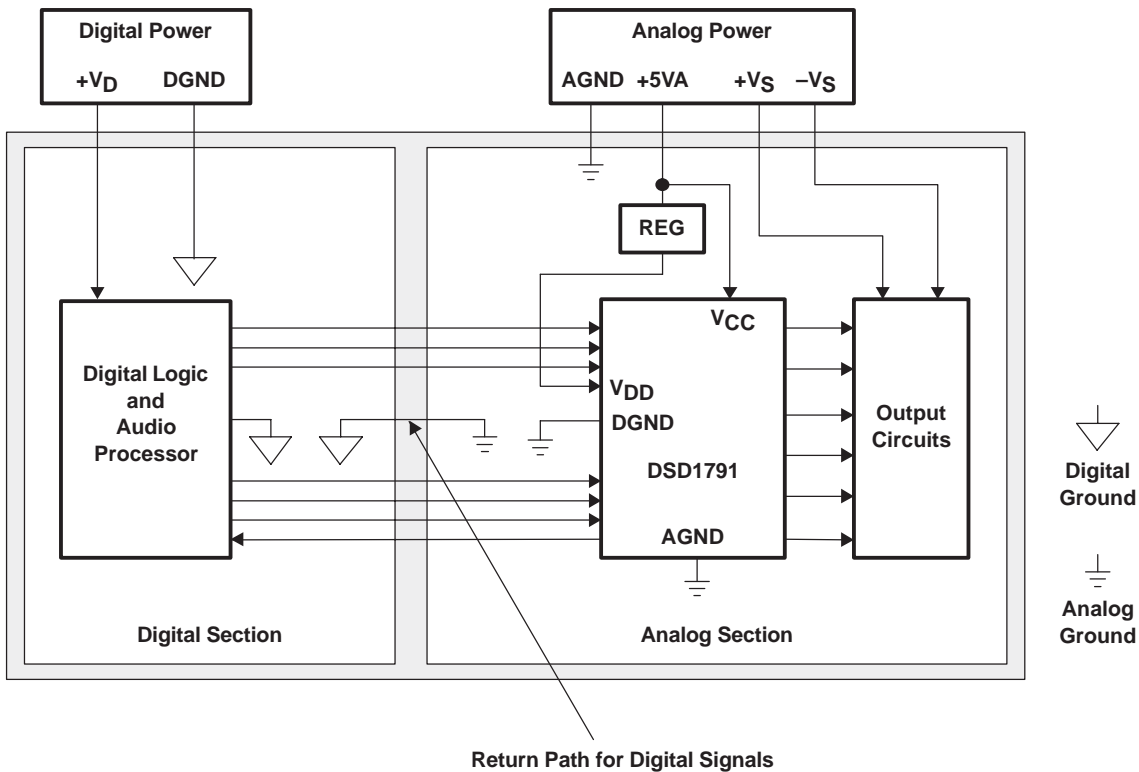 Digital Power
+VD DGND
Analog Power
AGND +5VA +VS –VS
REG
VCC
Digital Logic
and
Audio
Processor
VDD
DGND
DSD1791
AGND
Output
Circuits
Digital
Ground
Analog
Ground
Digital Section
Analog Section
Return Path for Digital Signals